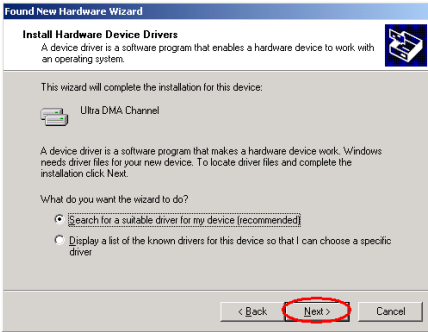 Found New Hardware Wizard
Install Hardware Device Drivers
A device driver is a software program that enables a hardware device to work with
an operating system.
This wizard will complete the installation for this device:
Ultra DMA Channel
A device driver is a software program that makes a hardware device work. Windows
needs driver files for your new device. To locate driver files and complete the
installation click Next.
What do you want the wizard to do?
Search for a suitable driver for my device (recommended)
Display a list of the known drivers for this device so that I can choose a specific
driver
< Back Next > Cancel